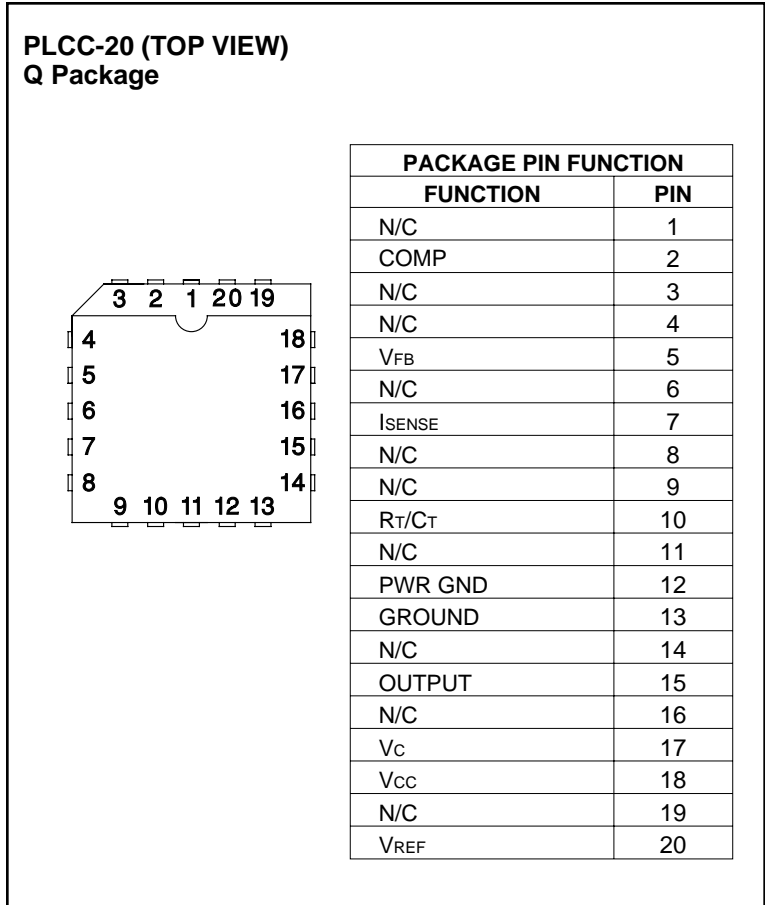 PLCC-20 (TOP VIEW)
Q Package
3 2 1 20 19
4 18
5 17
6 16
7 15
8 14
9 10 11 12 13
PACKAGE PIN FUNCTION
FUNCTION PIN
N/C 1
COMP 2
N/C 3
N/C 4
VFB 5
N/C 6
ISENSE 7
N/C 8
N/C 9
RT/CT 10
N/C 11
PWR GND 12
GROUND 13
N/C 14
OUTPUT 15
N/C 16
VC 17
VCC 18
N/C 19
VREF 20